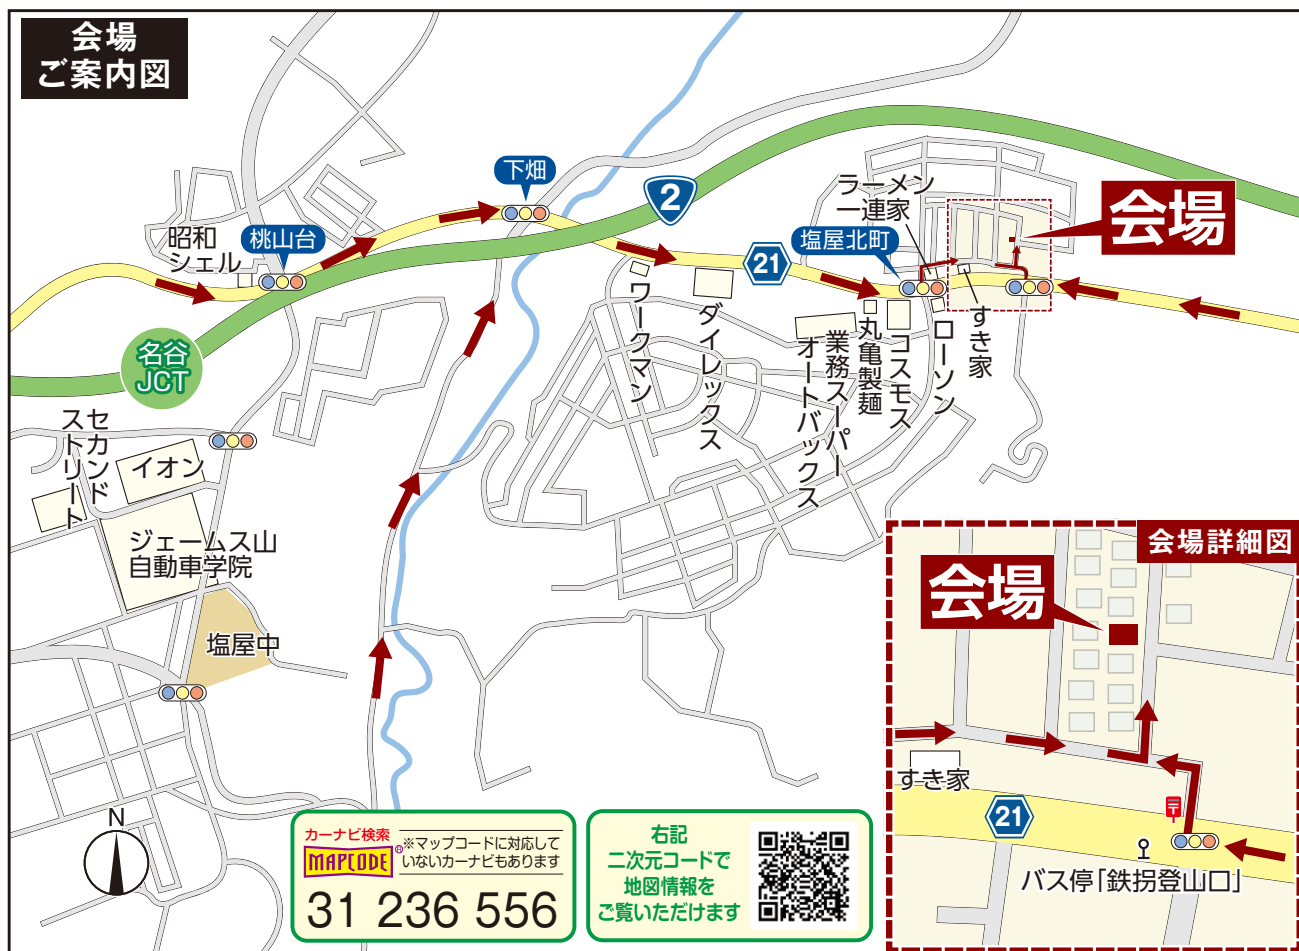 会場
ご案内図
下畑
2
ラーメン
一連家
会場
昭和
シェル
桃山台
塩屋北町
21
名谷
JCT
ワークマン
ダイレックス
業務スーパー
オートバックス
丸亀製麺
コスモス
ローソン
すき家
セカンド
ストリート
イオン
ジェームス山
自動車学院
塩屋中
会場詳細図
会場
すき家
21
〒
バス停「鉄拐登山口」
N
カーナビ検索
MAPCODE®
※マップコードに対応して
いないカーナビもあります
31 236 556
右記
二次元コードで
地図情報を
ご覧いただけます